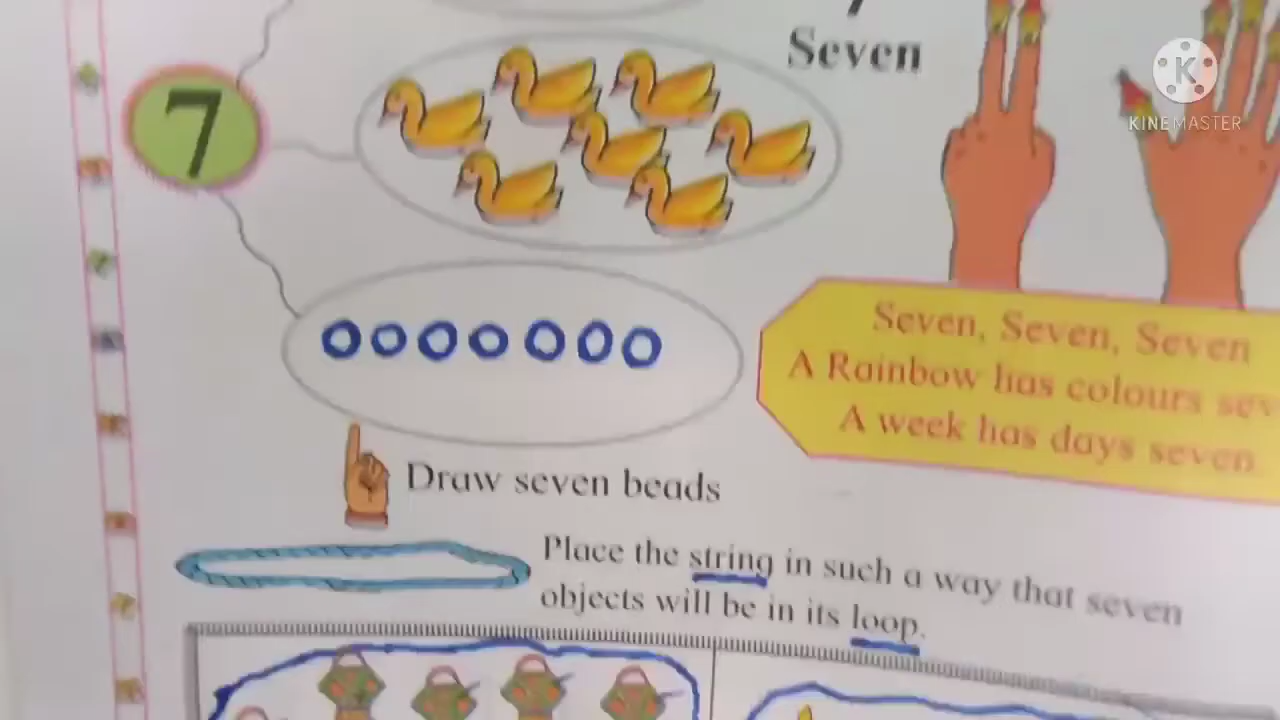 7
Seven
K
KINEMASTER
Seven, Seven, Seven
A Rainbow has colours
A week has days seven
Draw seven beads
Place the string in such a way that seven
objects will be in its loop.